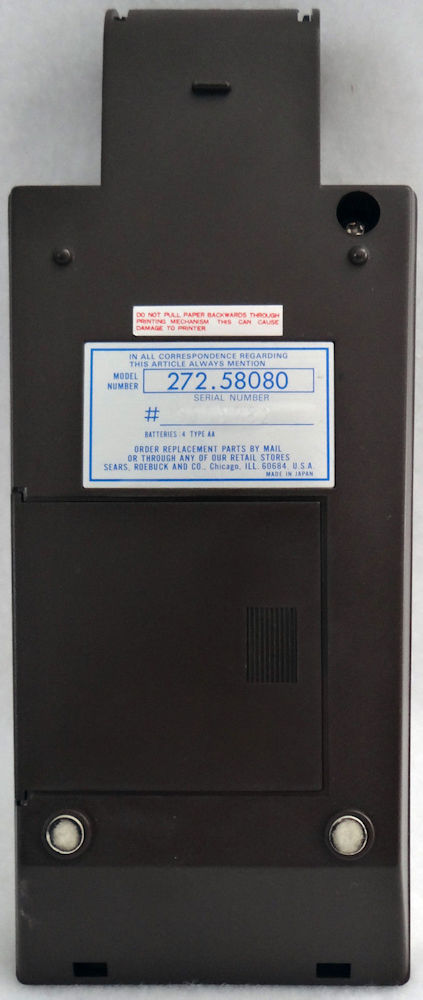 DO NOT PULL PAPER BACKWARDS THROUGH
PRINTING MECHANISM THIS CAN CAUSE
DAMAGE TO PRINTER
IN ALL CORRESPONDENCE REGARDING
THIS ARTICLE ALWAYS MENTION
MODEL NUMBER 272.58080
SERIAL NUMBER
#
BATTERIES: 4 TYPE AA
ORDER REPLACEMENT PARTS BY MAIL
OR THROUGH ANY OF OUR RETAIL STORES
SEARS, ROEBUCK AND CO., Chicago, ILL. 60684, U.S.A.
MADE IN JAPAN